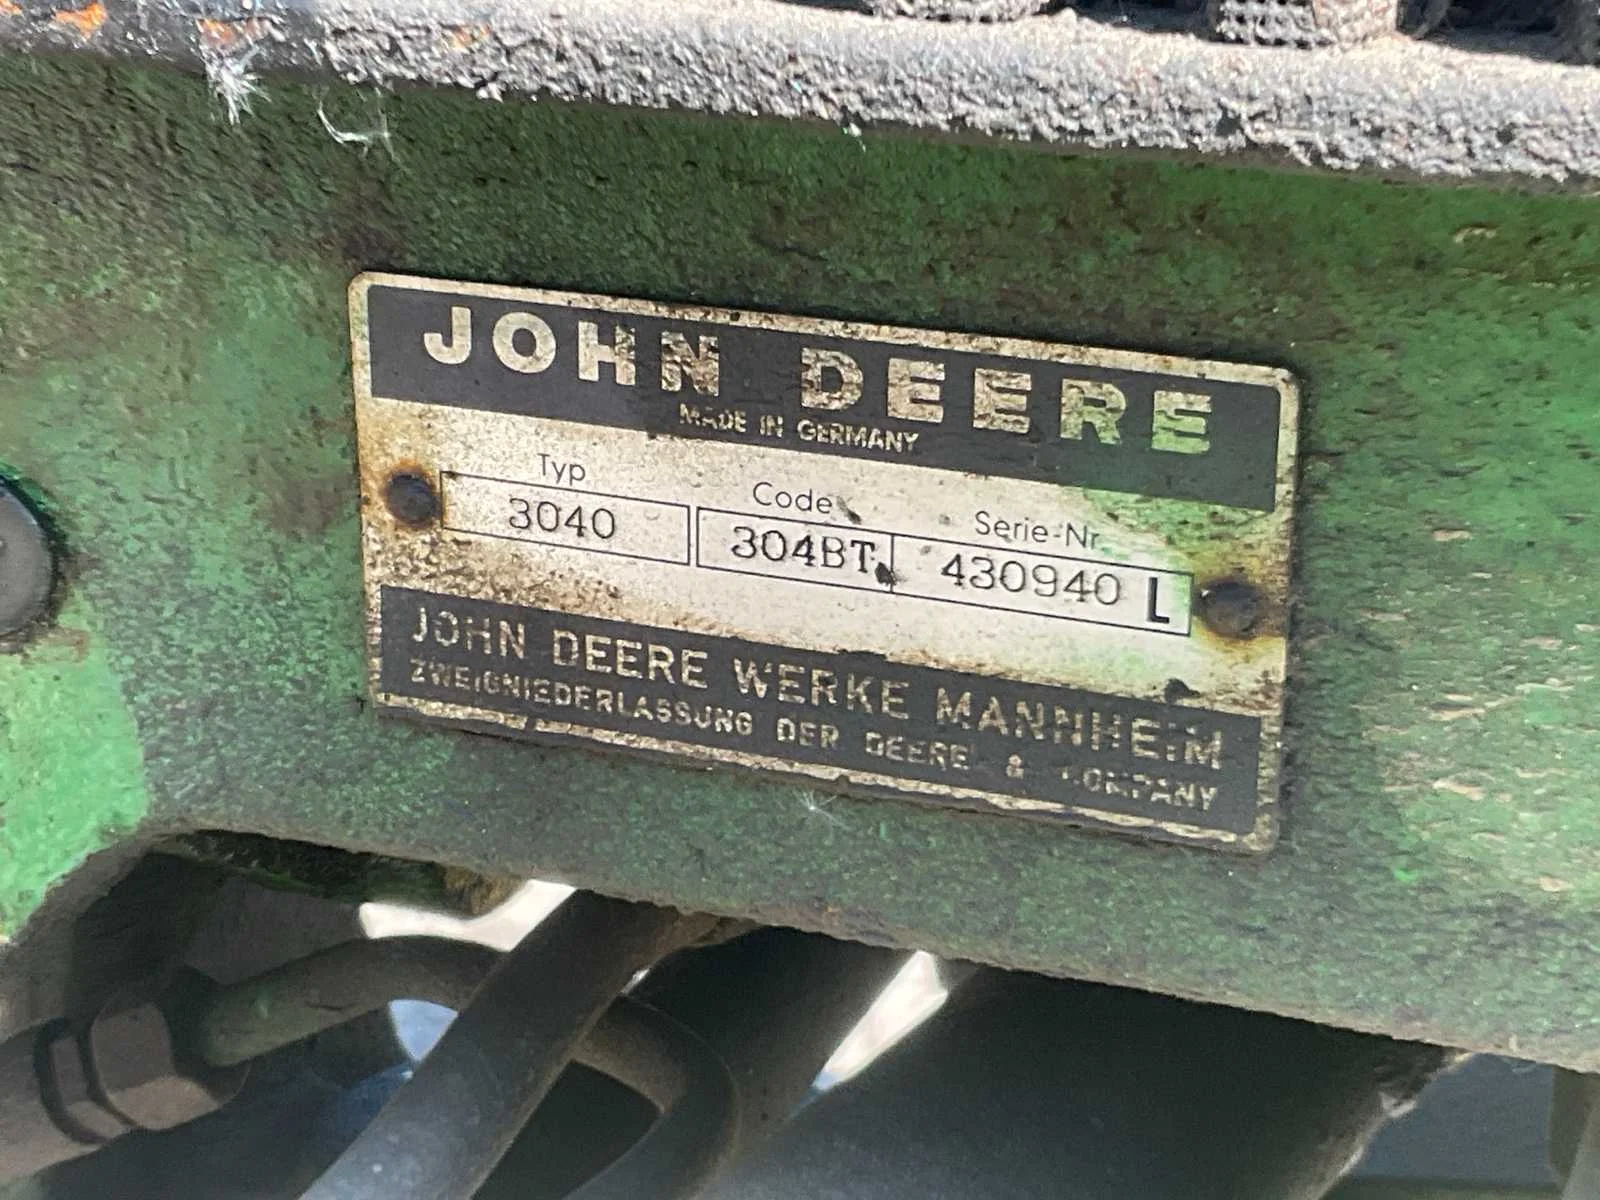 JOHN DEERE
MADE IN GERMANY
Typ Code Serie-Nr.
3040 304BT 430940 L
JOHN DEERE WERKE MANNHEIM
ZWEIGNIEDERLASSUNG DER DEERE & COMPANY